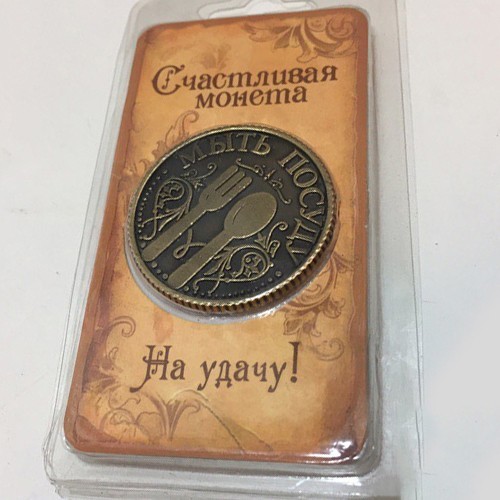 Счастливая
монета
МЫТЬ ПОСУДУ
На удачу!